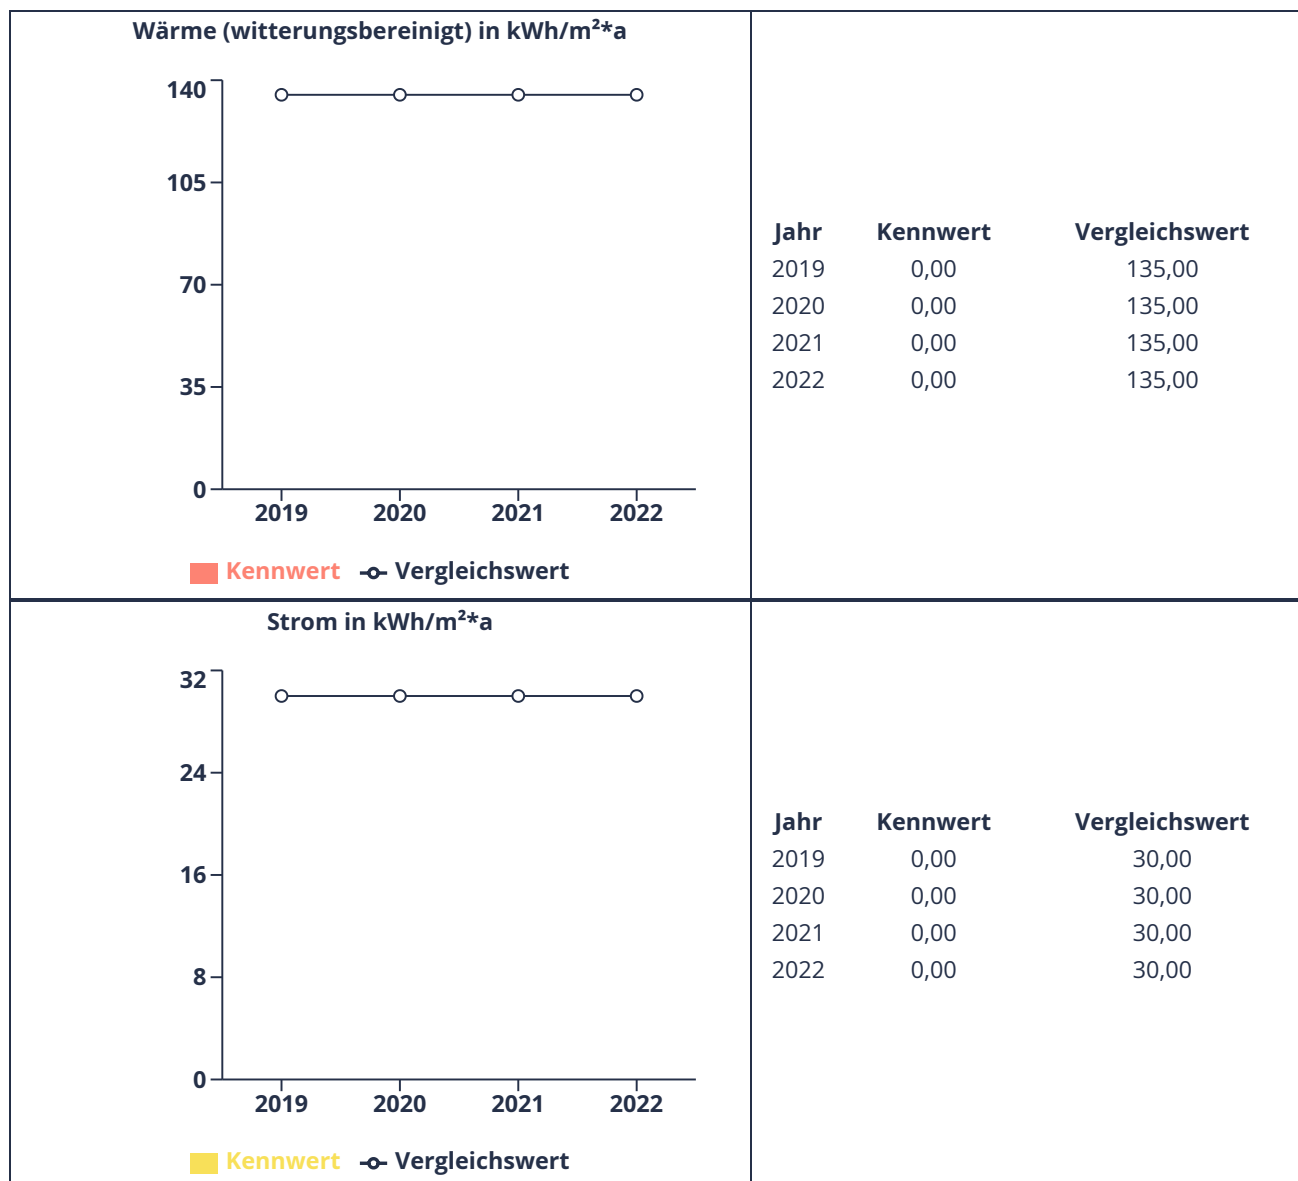 Wärme (witterungsbereinigt) in kWh/m²*a
140
105
70
35
0
2019 2020 2021 2022
Kennwert Vergleichswert
Jahr Kennwert Vergleichswert
2019 0,00 135,00
2020 0,00 135,00
2021 0,00 135,00
2022 0,00 135,00
Strom in kWh/m²*a
32
24
16
8
0
2019 2020 2021 2022
Kennwert Vergleichswert
Jahr Kennwert Vergleichswert
2019 0,00 30,00
2020 0,00 30,00
2021 0,00 30,00
2022 0,00 30,00